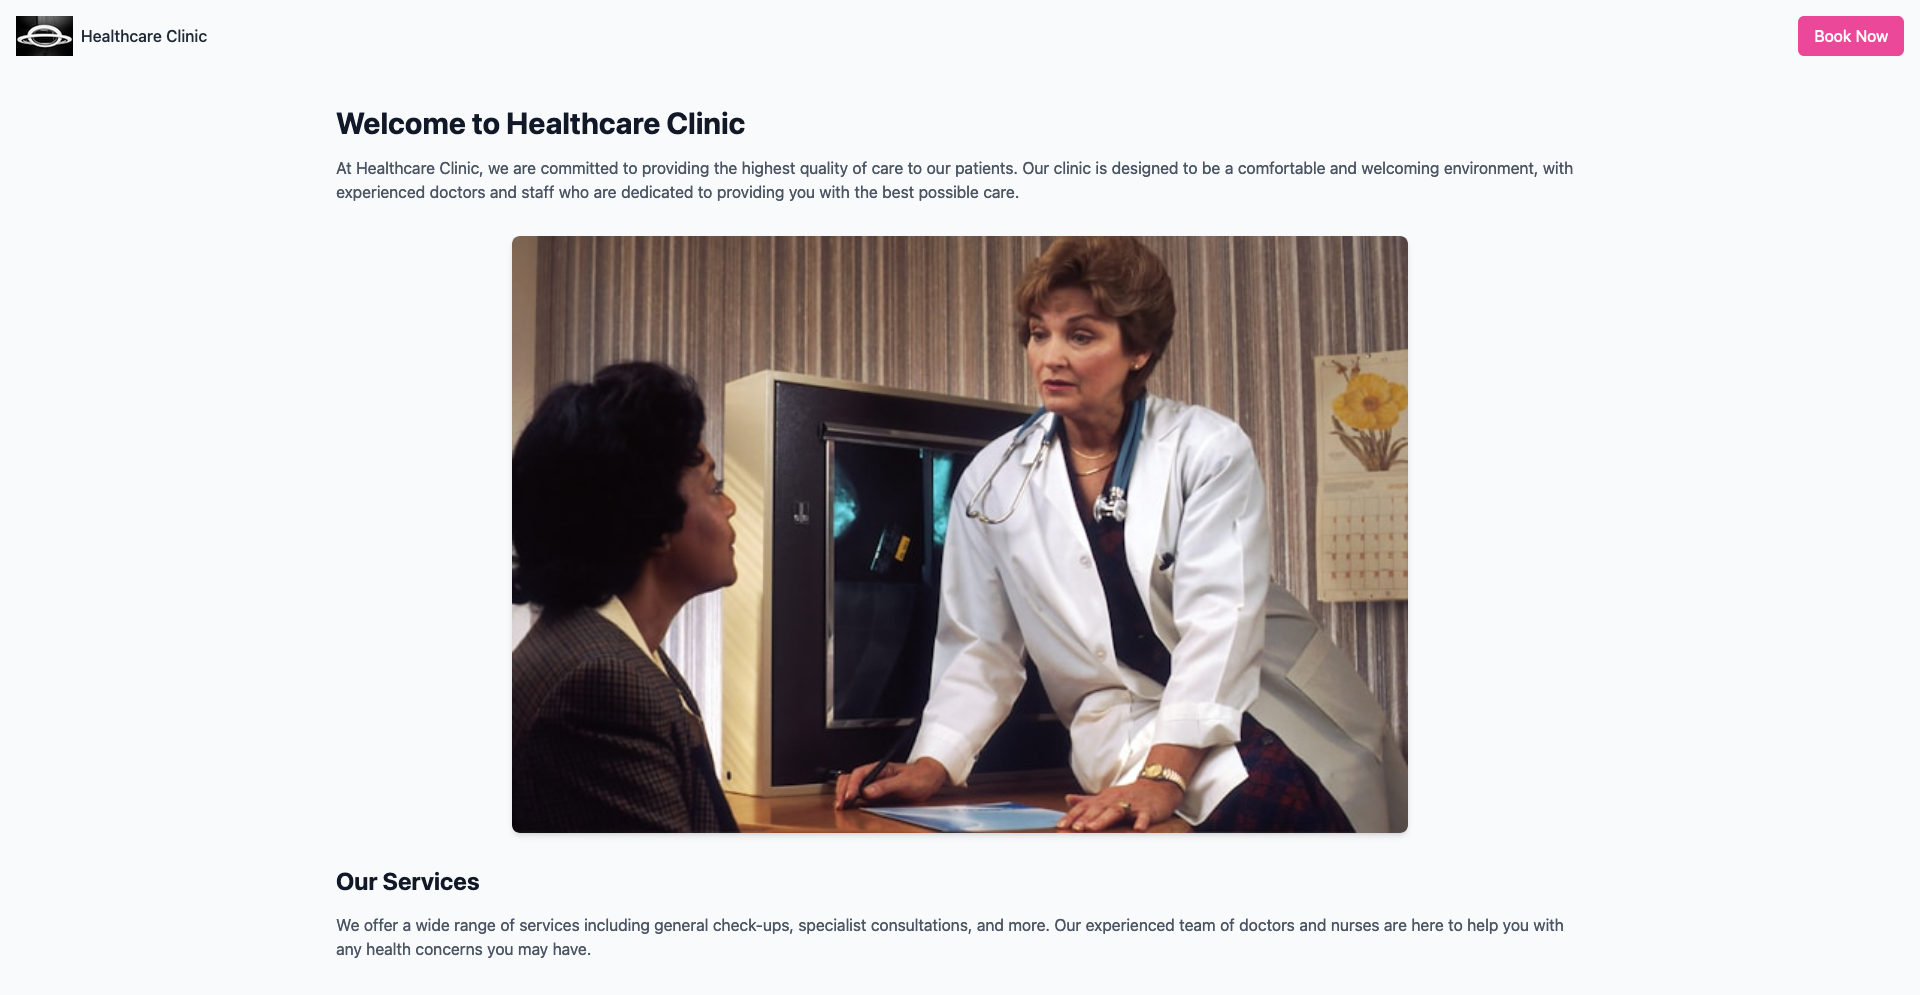 Healthcare Clinic
Book Now
Welcome to Healthcare Clinic
At Healthcare Clinic, we are committed to providing the highest quality of care to our patients. Our clinic is designed to be a comfortable and welcoming environment, with
experienced doctors and staff who are dedicated to providing you with the best possible care.
Our Services
We offer a wide range of services including general check-ups, specialist consultations, and more. Our experienced team of doctors and nurses are here to help you with
any health concerns you may have.